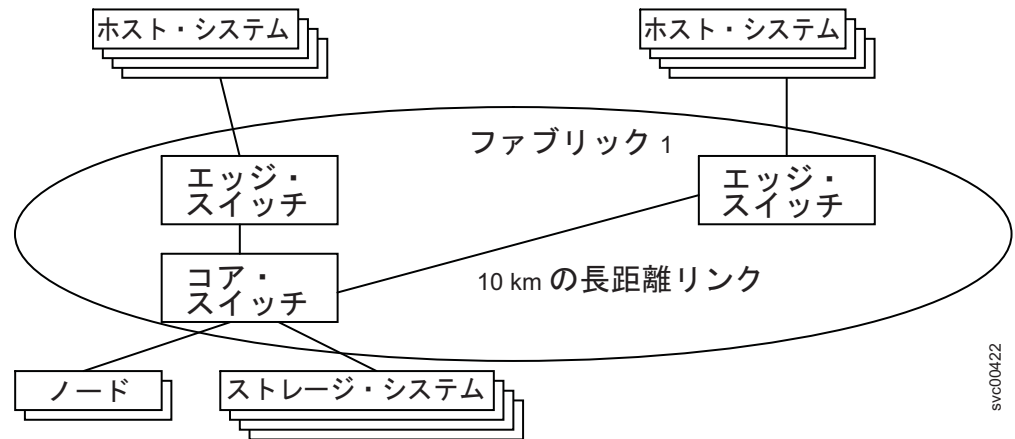 ホスト・システム
ホスト・システム
ファブリック 1
エッジ・
スイッチ
エッジ・
スイッチ
コア・
スイッチ
10 km の長距離リンク
ノード
ストレージ・システム
svc00422